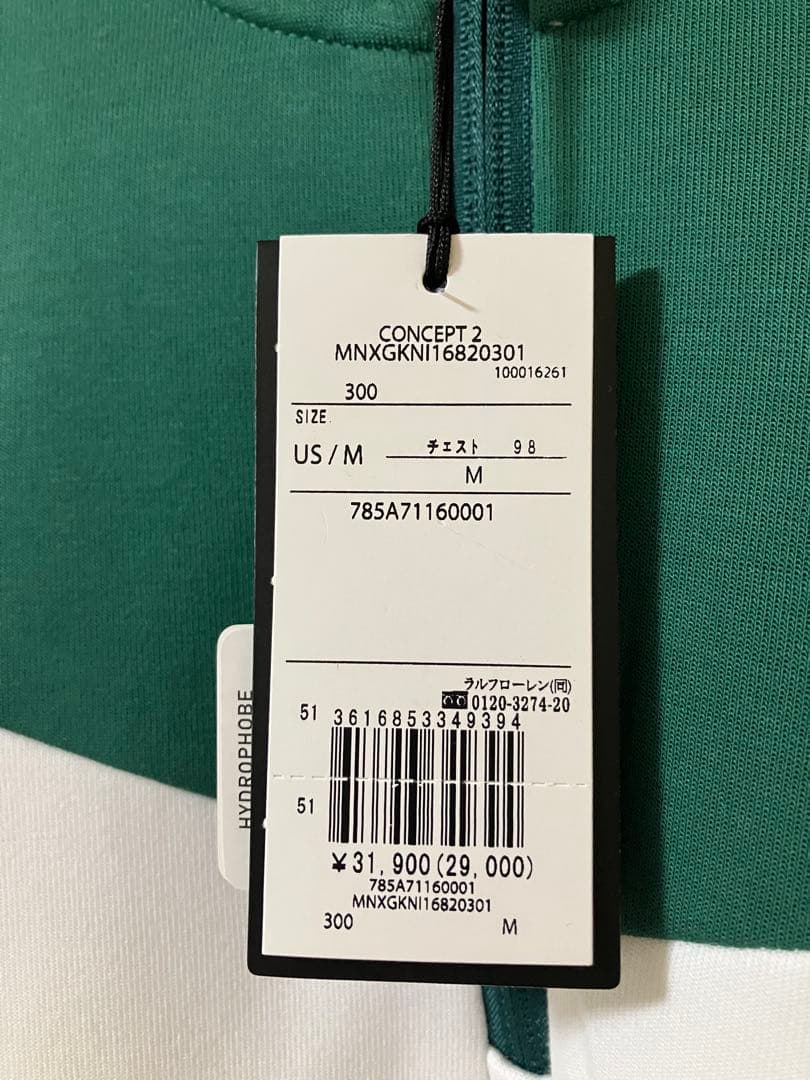 CONCEPT 2
MNXGKNI16820301
100016261
300
SIZE
US / M
チェスト 98
M
785A71160001
ラルフローレン(同)
0120-3274-20
51 3616853349394
51
¥31,900(29,000)
785A71160001
MNXGKNI16820301
300 M
HYDROPHOBE